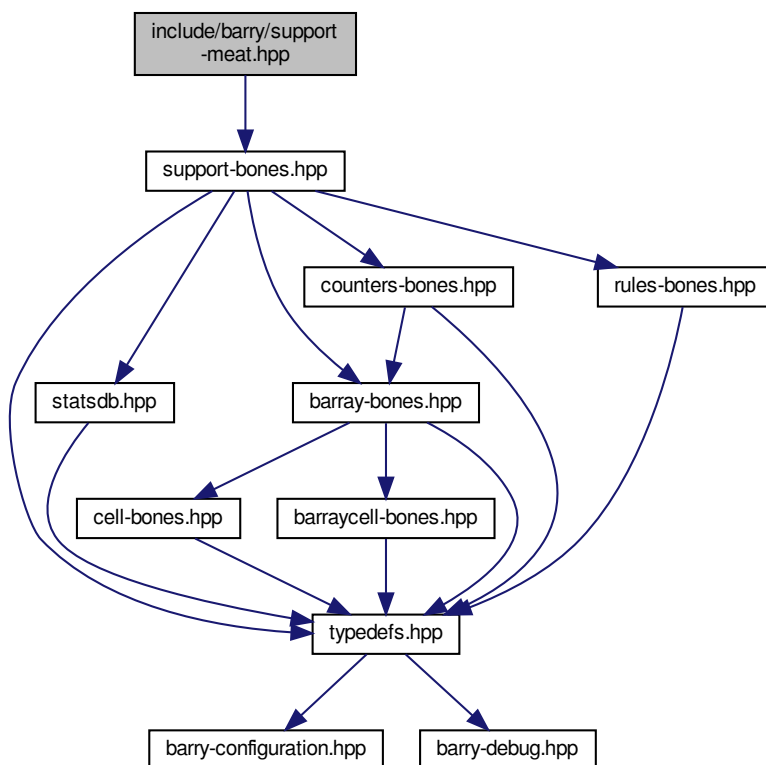 include/barry/support
-meat.hpp
support-bones.hpp
counters-bones.hpp
rules-bones.hpp
statsdb.hpp
barray-bones.hpp
cell-bones.hpp
barraycell-bones.hpp
typedefs.hpp
barry-configuration.hpp
barry-debug.hpp